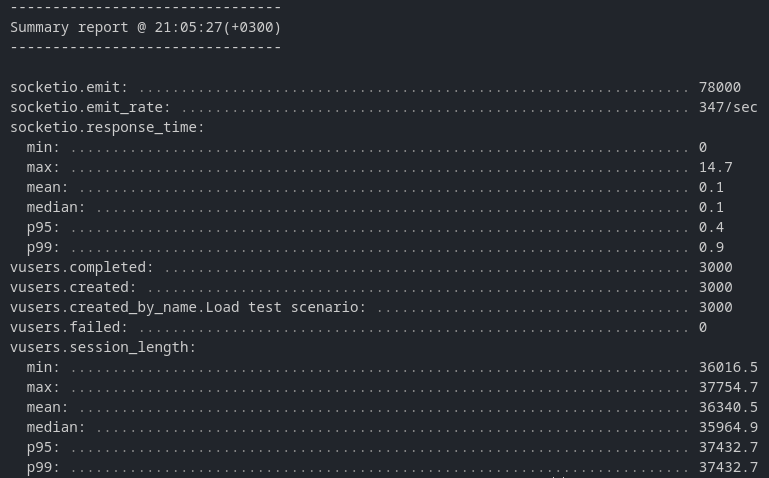 --------------------------------
Summary report @ 21:05:27(+0300)
--------------------------------
socketio.emit: ................................................................. 78000
socketio.emit_rate: ............................................................ 347/sec
socketio.response_time:
  min: ......................................................................... 0
  max: ......................................................................... 14.7
  mean: ........................................................................ 0.1
  median: ...................................................................... 0.1
  p95: ......................................................................... 0.4
  p99: ......................................................................... 0.9
vusers.completed: .............................................................. 3000
vusers.created: ................................................................ 3000
vusers.created_by_name.Load test scenario: ..................................... 3000
vusers.failed: ................................................................. 0
vusers.session_length:
  min: ......................................................................... 36016.5
  max: ......................................................................... 37754.7
  mean: ........................................................................ 36340.5
  median: ...................................................................... 35964.9
  p95: ......................................................................... 37432.7
  p99: ......................................................................... 37432.7